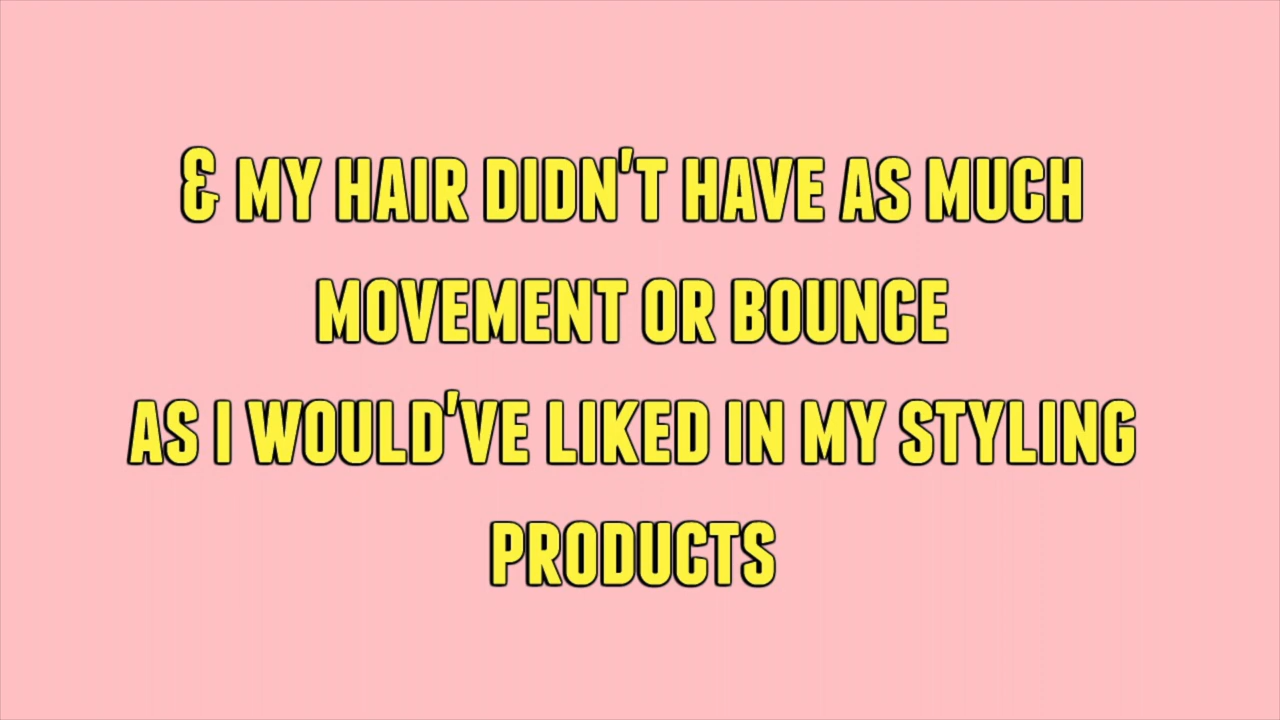 & MY HAIR DIDN'T HAVE AS MUCH
MOVEMENT OR BOUNCE
AS I WOULD'VE LIKED IN MY STYLING
PRODUCTS